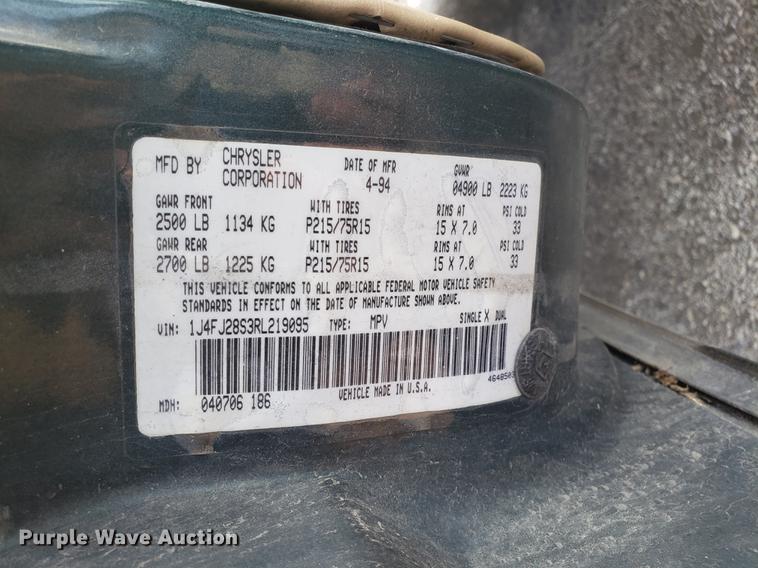 MFD BY CHRYSLER CORPORATION DATE OF MFR 4-94 GVWR 04900 LB 2223 KG
GAWR FRONT WITH TIRES RIMS AT PSI COLD
2500 LB 1134 KG P215/75R15 15 X 7.0 33
GAWR REAR WITH TIRES RIMS AT PSI COLD
2700 LB 1225 KG P215/75R15 15 X 7.0 33
THIS VEHICLE CONFORMS TO ALL APPLICABLE FEDERAL MOTOR VEHICLE SAFETY
STANDARDS IN EFFECT ON THE DATE OF MANUFACTURE SHOWN ABOVE.
VIN: 1J4FJ28S3RL219095 TYPE: MPV SINGLE X DUAL
MDH: 040706 186 VEHICLE MADE IN U.S.A.
Purple Wave Auction